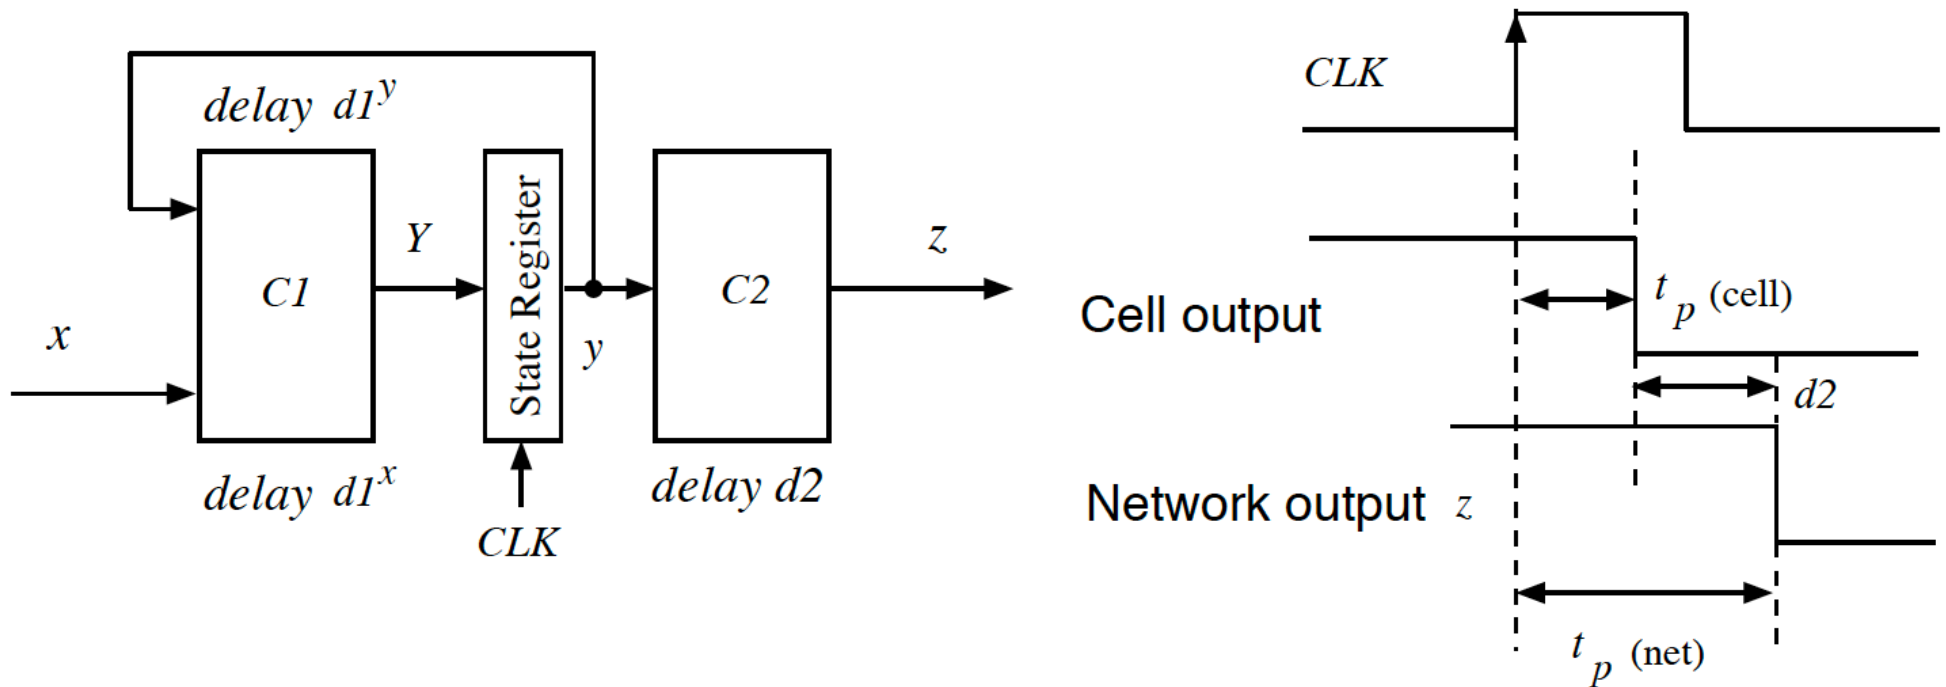 delay d1^y
C1
x
delay d1^x
Y
State Register
CLK
y
C2
delay d2
z
CLK
Cell output
t_p (cell)
d2
Network output z
t_p (net)